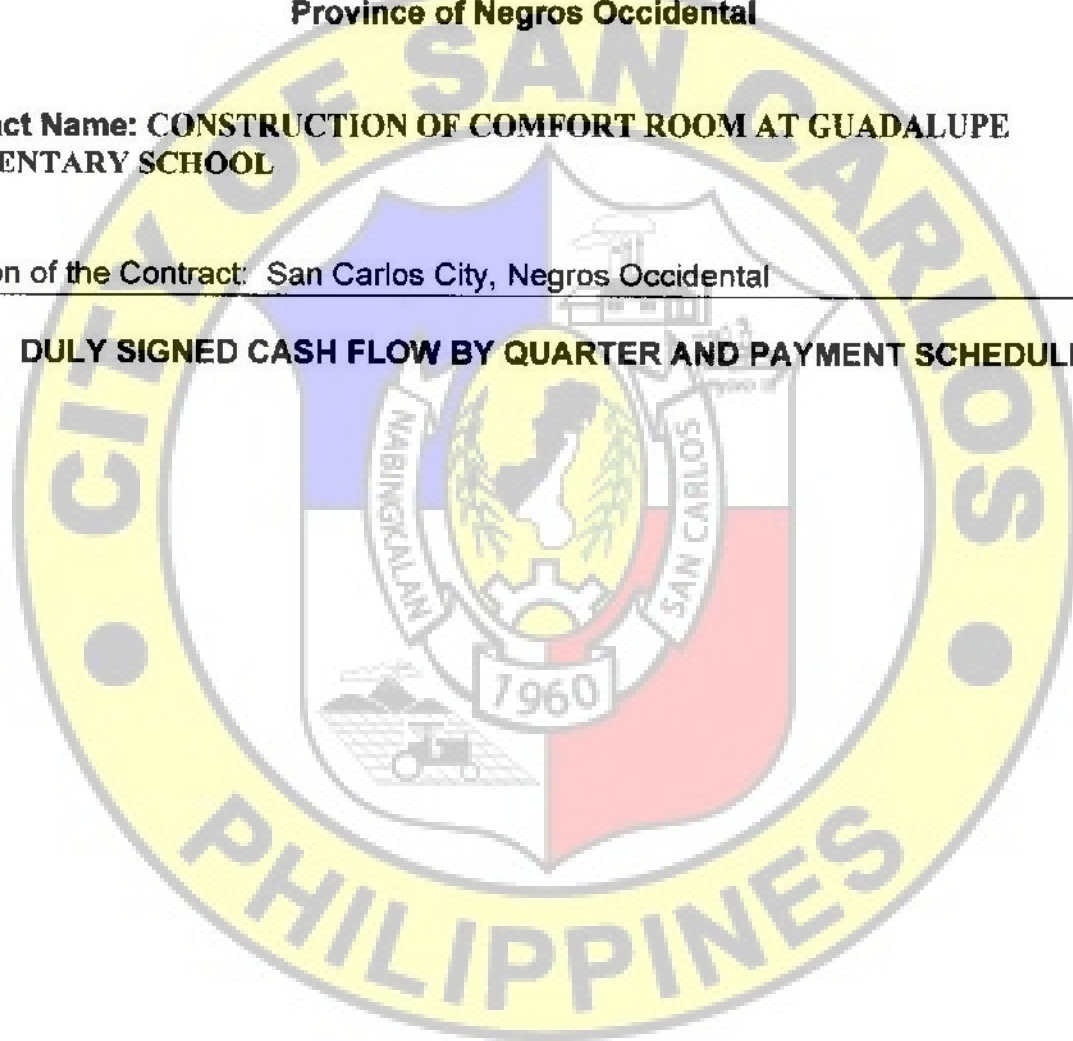 Province of Negros Occidental
act Name: CONSTRUCTION OF COMFORT ROOM AT GUADALUPE
ENTARY SCHOOL
on of the Contract: San Carlos City, Negros Occidental
DULY SIGNED CASH FLOW BY QUARTER AND PAYMENT SCHEDUL
CITY OF SAN CARLOS
NABINGKALAN
SAN CARLOS
1960
PHILIPPINES